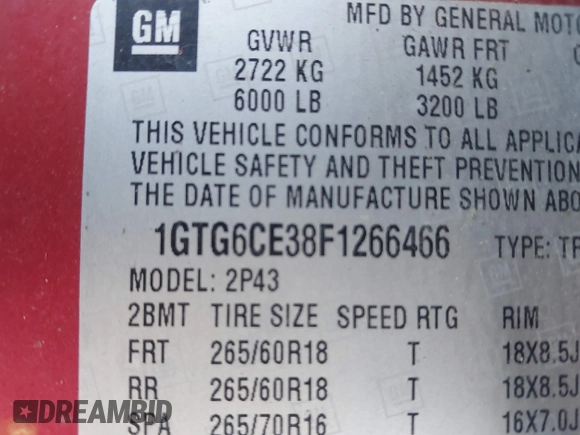 GM
MFD BY GENERAL MOTO
GVWR GAWR FRT
2722 KG 1452 KG
6000 LB 3200 LB
THIS VEHICLE CONFORMS TO ALL APPLICA
VEHICLE SAFETY AND THEFT PREVENTION
THE DATE OF MANUFACTURE SHOWN ABO
1GTG6CE38F1266466 TYPE: TR
MODEL: 2P43
2BMT TIRE SIZE SPEED RTG RIM
FRT 265/60R18 T 18X8.5J
RR 265/60R18 T 18X8.5J
SPA 265/70R16 T 16X7.0J
DREAMBID